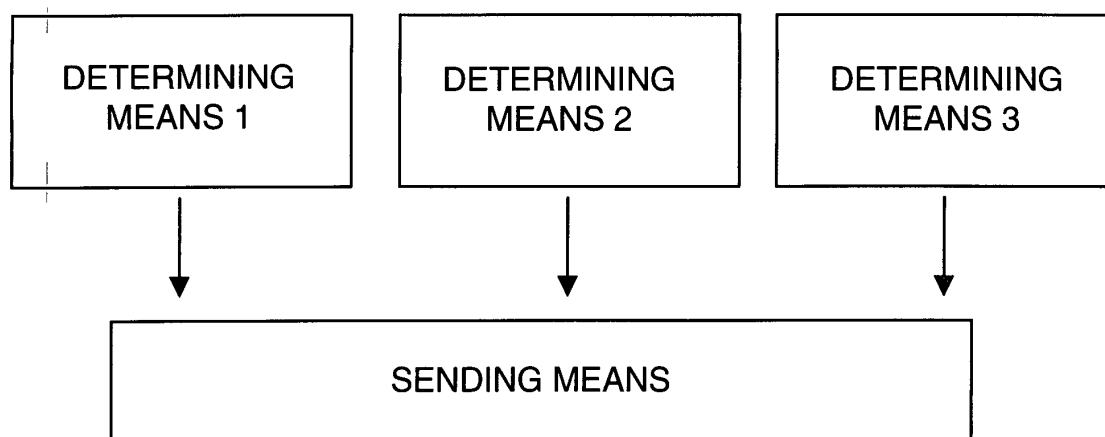 DETERMINING
MEANS 1
DETERMINING
MEANS 2
DETERMINING
MEANS 3
SENDING MEANS